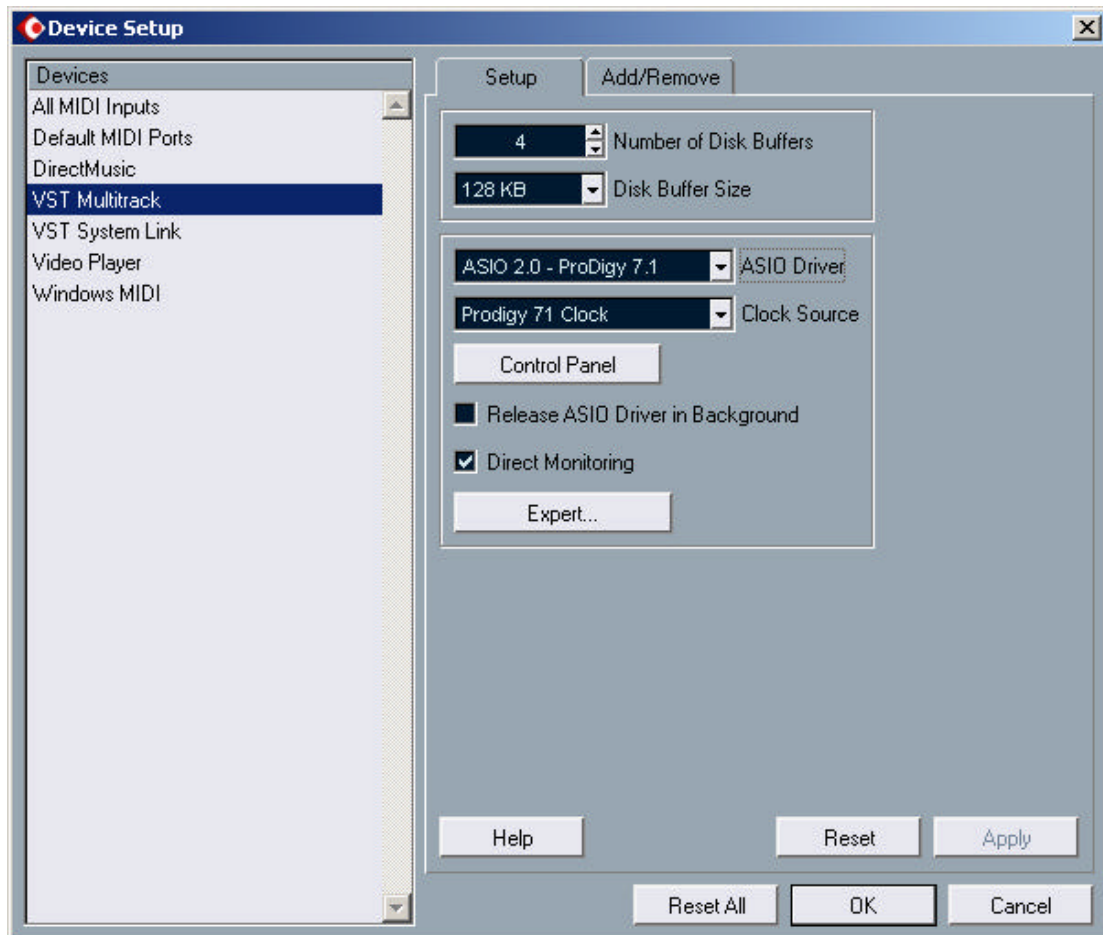 Device Setup
Devices
All MIDI Inputs
Default MIDI Ports
DirectMusic
VST Multitrack
VST System Link
Video Player
Windows MIDI
Setup
Add/Remove
4 Number of Disk Buffers
128 KB Disk Buffer Size
ASIO 2.0 - ProDigy 7.1 ASIO Driver
Prodigy 71 Clock Clock Source
Control Panel
Release ASIO Driver in Background
Direct Monitoring
Expert...
Help
Reset
Apply
Reset All
OK
Cancel